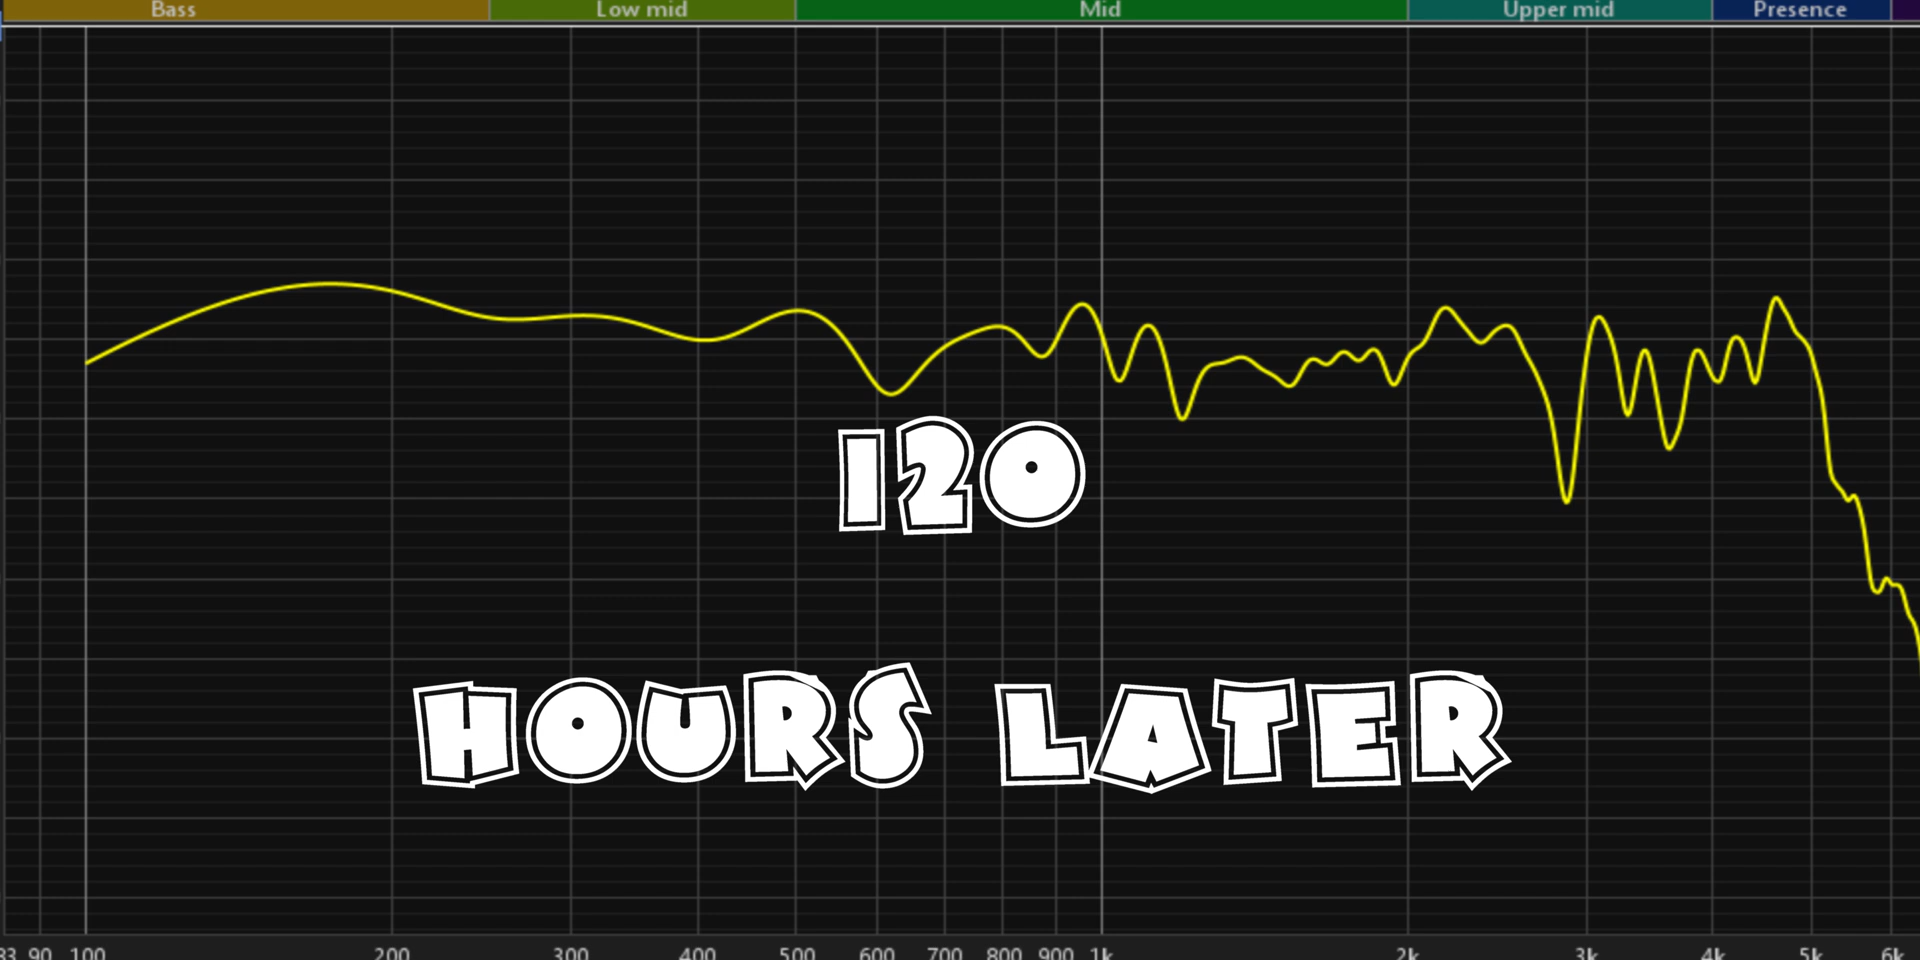 Bass Low mid Mid Upper mid Presence
120
HOURS LATER
90 100 200 300 400 500 600 700 800 900 1k 2k 3k 4k 5k 6k